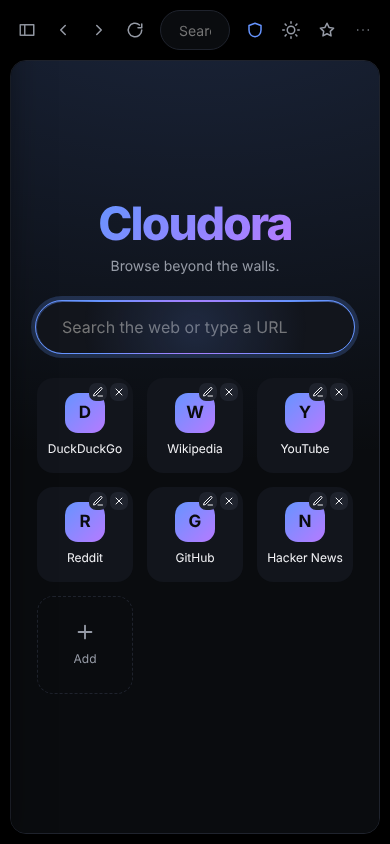 Sear
Cloudora
Browse beyond the walls.
Search the web or type a URL
D
W
Y
DuckDuckGo
Wikipedia
YouTube
R
G
N
Reddit
GitHub
Hacker News
Add